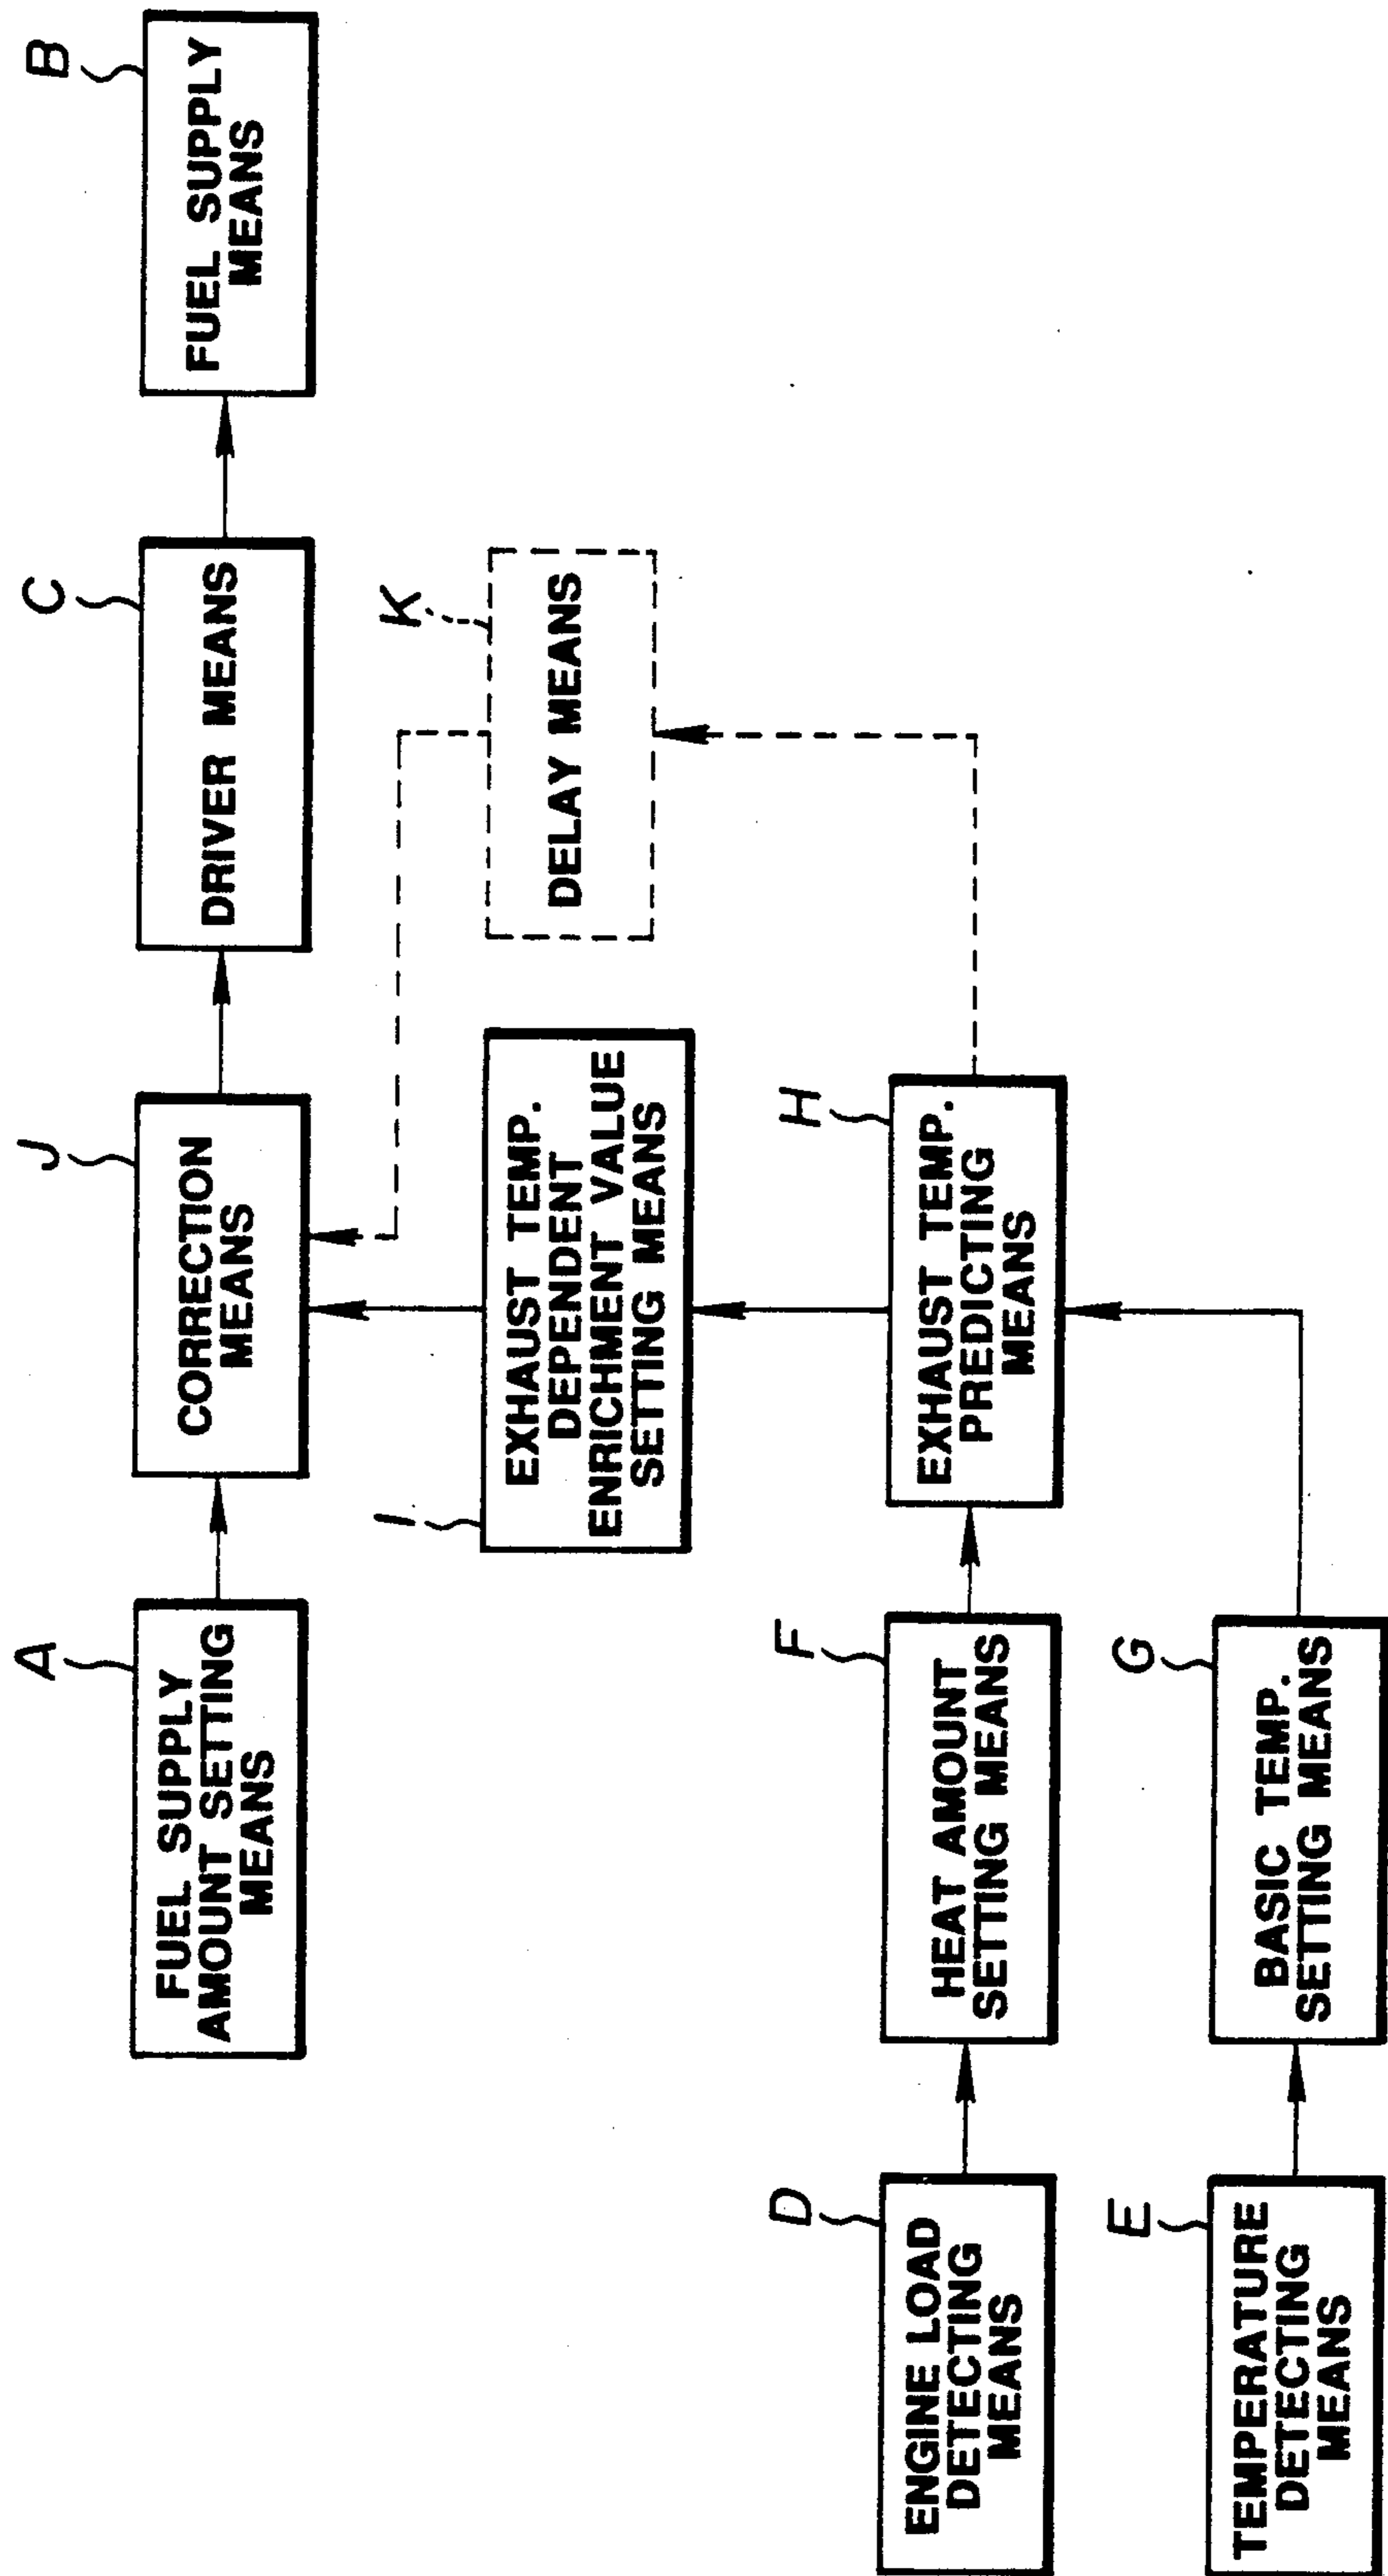 A
FUEL SUPPLY
AMOUNT SETTING
MEANS
J
CORRECTION
MEANS
C
DRIVER MEANS
B
FUEL SUPPLY
MEANS
I
EXHAUST TEMP.
DEPENDENT
ENRICHMENT VALUE
SETTING MEANS
K
DELAY MEANS
D
ENGINE LOAD
DETECTING
MEANS
F
HEAT AMOUNT
SETTING MEANS
H
EXHAUST TEMP.
PREDICTING
MEANS
E
TEMPERATURE
DETECTING
MEANS
G
BASIC TEMP.
SETTING MEANS